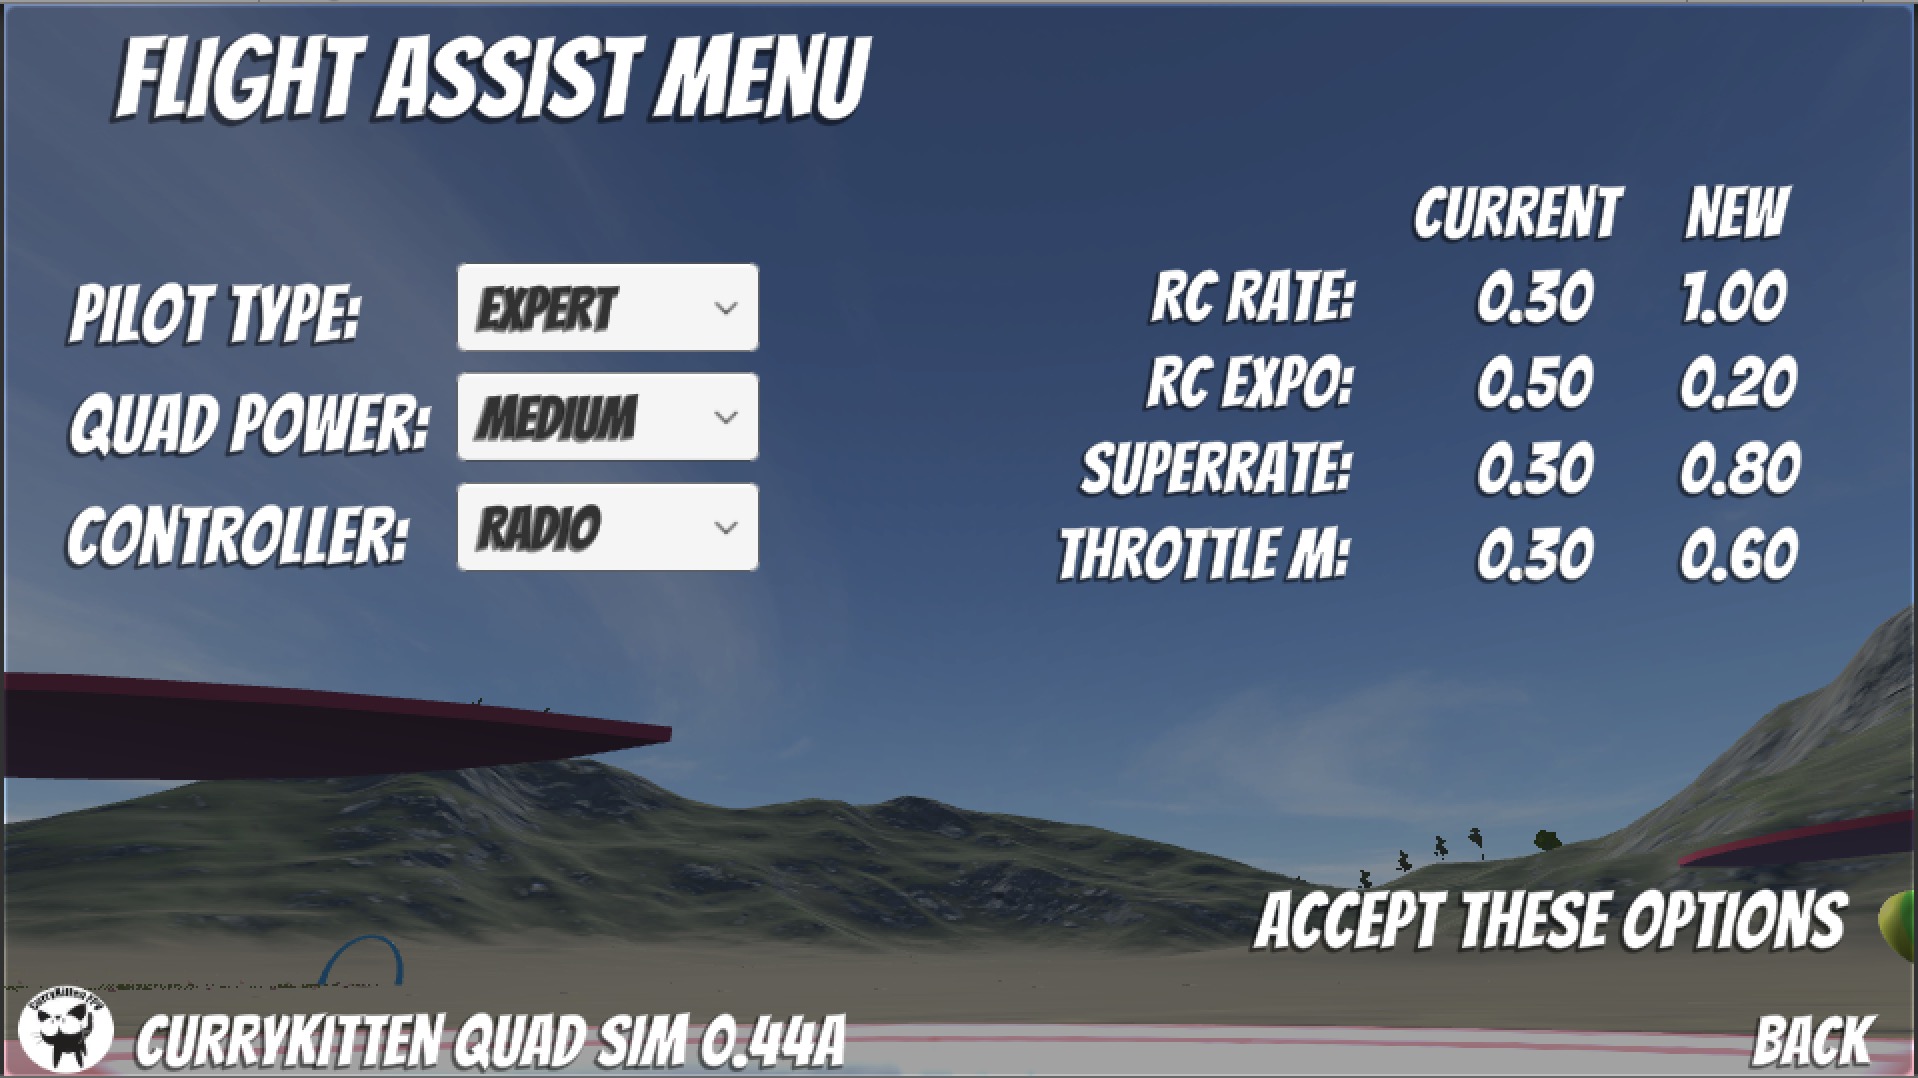 FLIGHT ASSIST MENU
CURRENT NEW
PILOT TYPE: EXPERT
QUAD POWER: MEDIUM
CONTROLLER: RADIO
RC RATE: 0.30 1.00
RC EXPO: 0.50 0.20
SUPERRATE: 0.30 0.80
THROTTLE M: 0.30 0.60
ACCEPT THESE OPTIONS
CurryKitten FPV
CURRYKITTEN QUAD SIM 0.44A
BACK